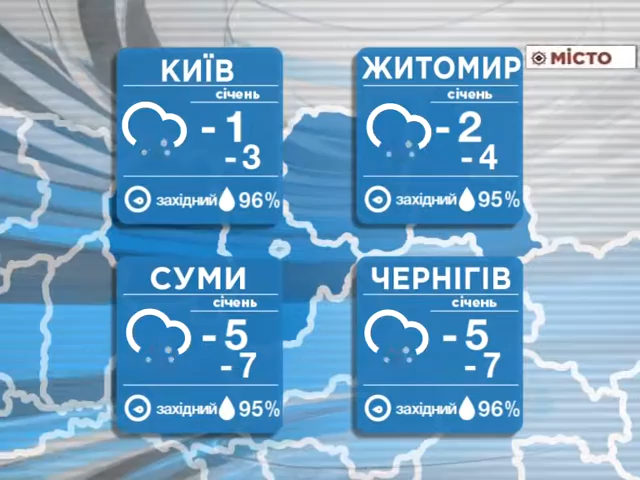 КИЇВ
січень
-1
-3
західний 96%
ЖИТОМИР
січень
-2
-4
західний 95%
МІСТО
СУМИ
січень
-5
-7
західний 95%
ЧЕРНІГІВ
січень
-5
-7
західний 96%